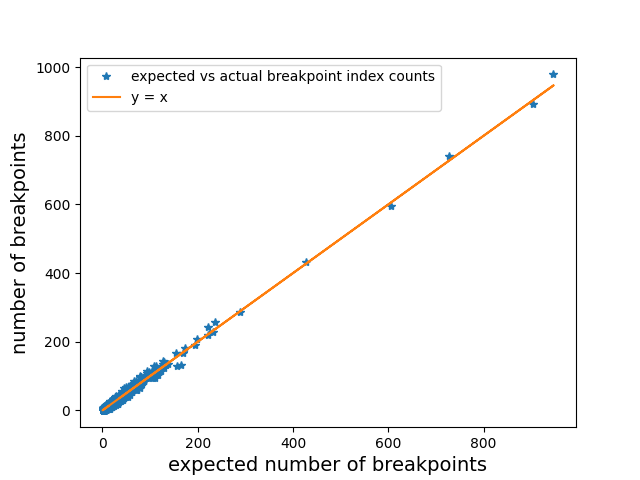 expected vs actual breakpoint index counts
y = x
1000
800
600
400
200
0
number of breakpoints
0 200 400 600 800
expected number of breakpoints